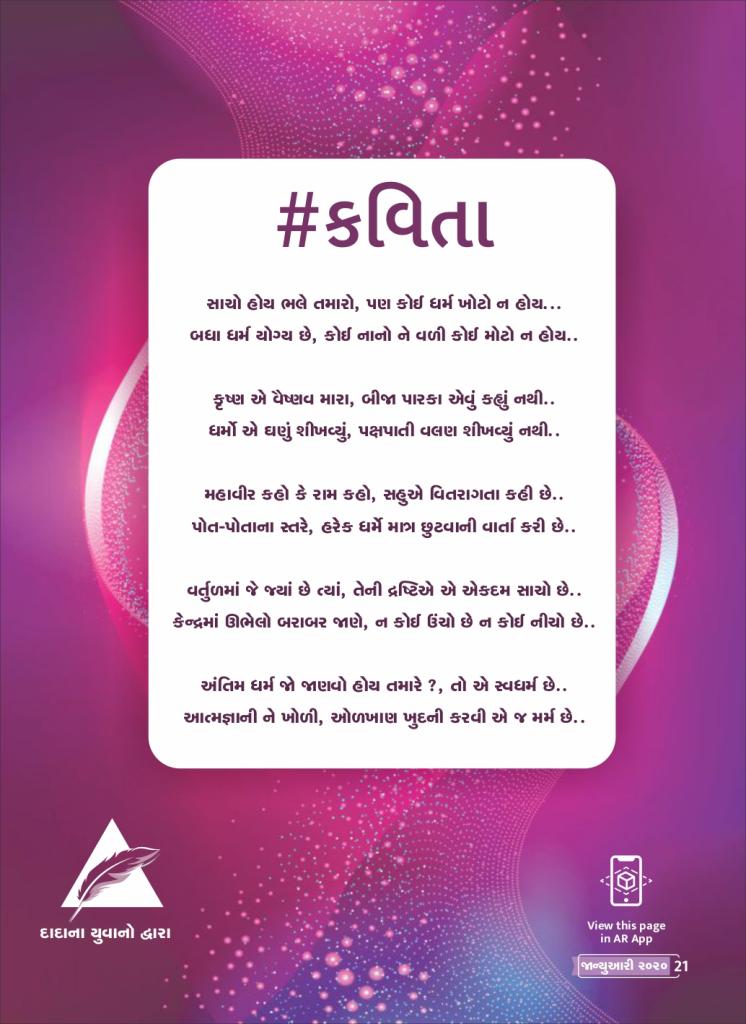 #કવિતા
સાચો હોય ભલે તમારો, પણ કોઈ ધર્મ ખોટો ન હોય...
બધા ધર્મ યોગ્ય છે, કોઈ નાનો ને વળી કોઈ મોટો ન હોય..
કૃષ્ણ એ વૈષ્ણવ મારા, બીજા પારકા એવું કહ્યું નથી..
ધર્મો એ ઘણું શીખવ્યું, પક્ષપાતી વલણ શીખવ્યું નથી..
મહાવીર કહો કે રામ કહો, સહુએ વિતરાગતા કહી છે..
પોત-પોતાના સ્તરે, હરેક ધર્મે માત્ર છુટવાની વાર્તા કરી છે..
વર્તુળમાં જે જ્યાં છે ત્યાં, તેની દ્રષ્ટિએ એ એકદમ સાચો છે..
કેન્દ્રમાં ઊભેલો બરાબર જાણે, ન કોઈ ઉંચો છે ન કોઈ નીચો છે..
અંતિમ ધર્મ જો જાણવો હોય તમારે ?, તો એ સ્વધર્મ છે..
આત્મજ્ઞાની ને ખોળી, ઓળખાણ ખુદની કરવી એ જ મર્મ છે..
દાદાના યુવાનો દ્વારા
View this page
in AR App
જાન્યુઆરી ૨૦૨૦ 21